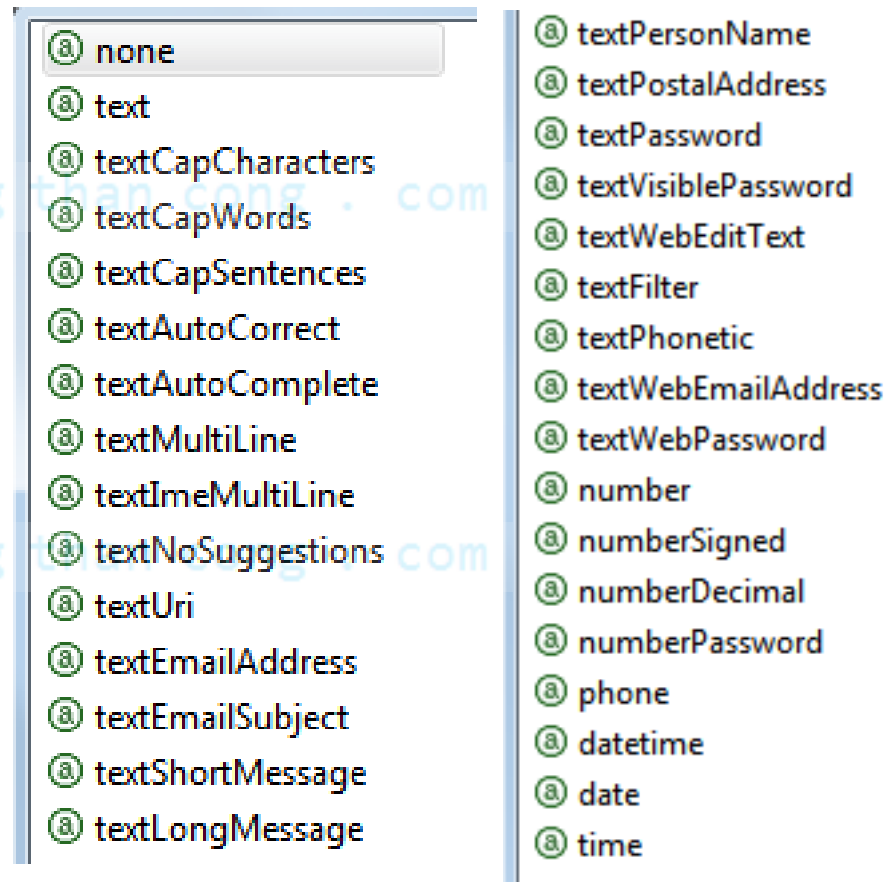 none
text
textCapCharacters
textCapWords
textCapSentences
textAutoCorrect
textAutoComplete
textMultiLine
textImeMultiLine
textNoSuggestions
textUri
textEmailAddress
textEmailSubject
textShortMessage
textLongMessage
textPersonName
textPostalAddress
textPassword
textVisiblePassword
textWebEditText
textFilter
textPhonetic
textWebEmailAddress
textWebPassword
number
numberSigned
numberDecimal
numberPassword
phone
datetime
date
time